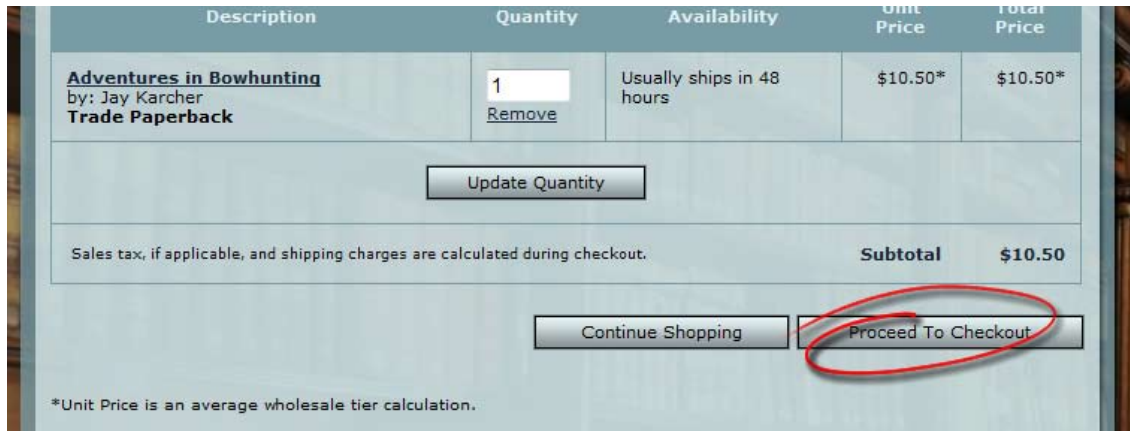 Description Quantity Availability Unit Price Total Price
Adventures in Bowhunting
by: Jay Karcher
Trade Paperback
1
Remove
Usually ships in 48
hours
$10.50*
$10.50*
Update Quantity
Sales tax, if applicable, and shipping charges are calculated during checkout. Subtotal $10.50
Continue Shopping Proceed To Checkout
*Unit Price is an average wholesale tier calculation.